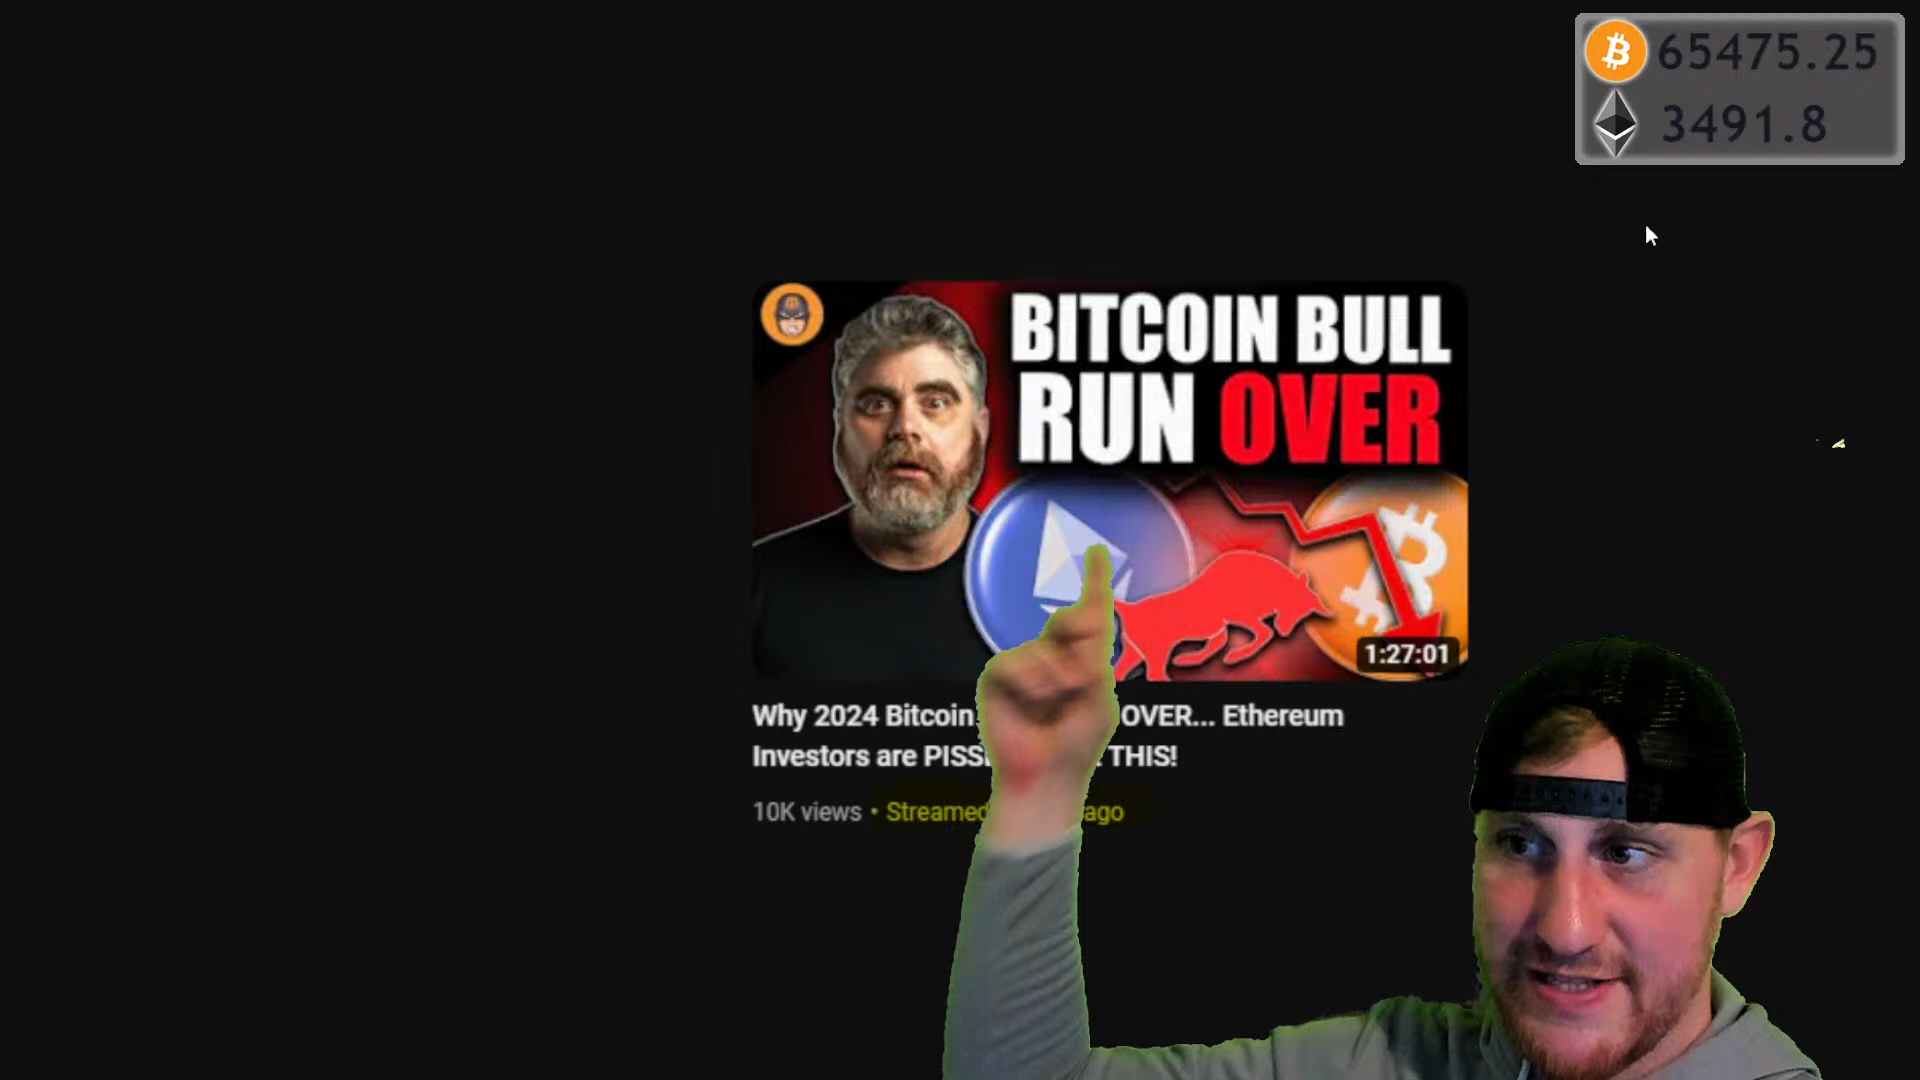 65475.25
3491.8
BITCOIN BULL
RUN OVER
1:27:01
Why 2024 Bitcoin OVER... Ethereum
Investors are THIS!
10K views • Streamed ago